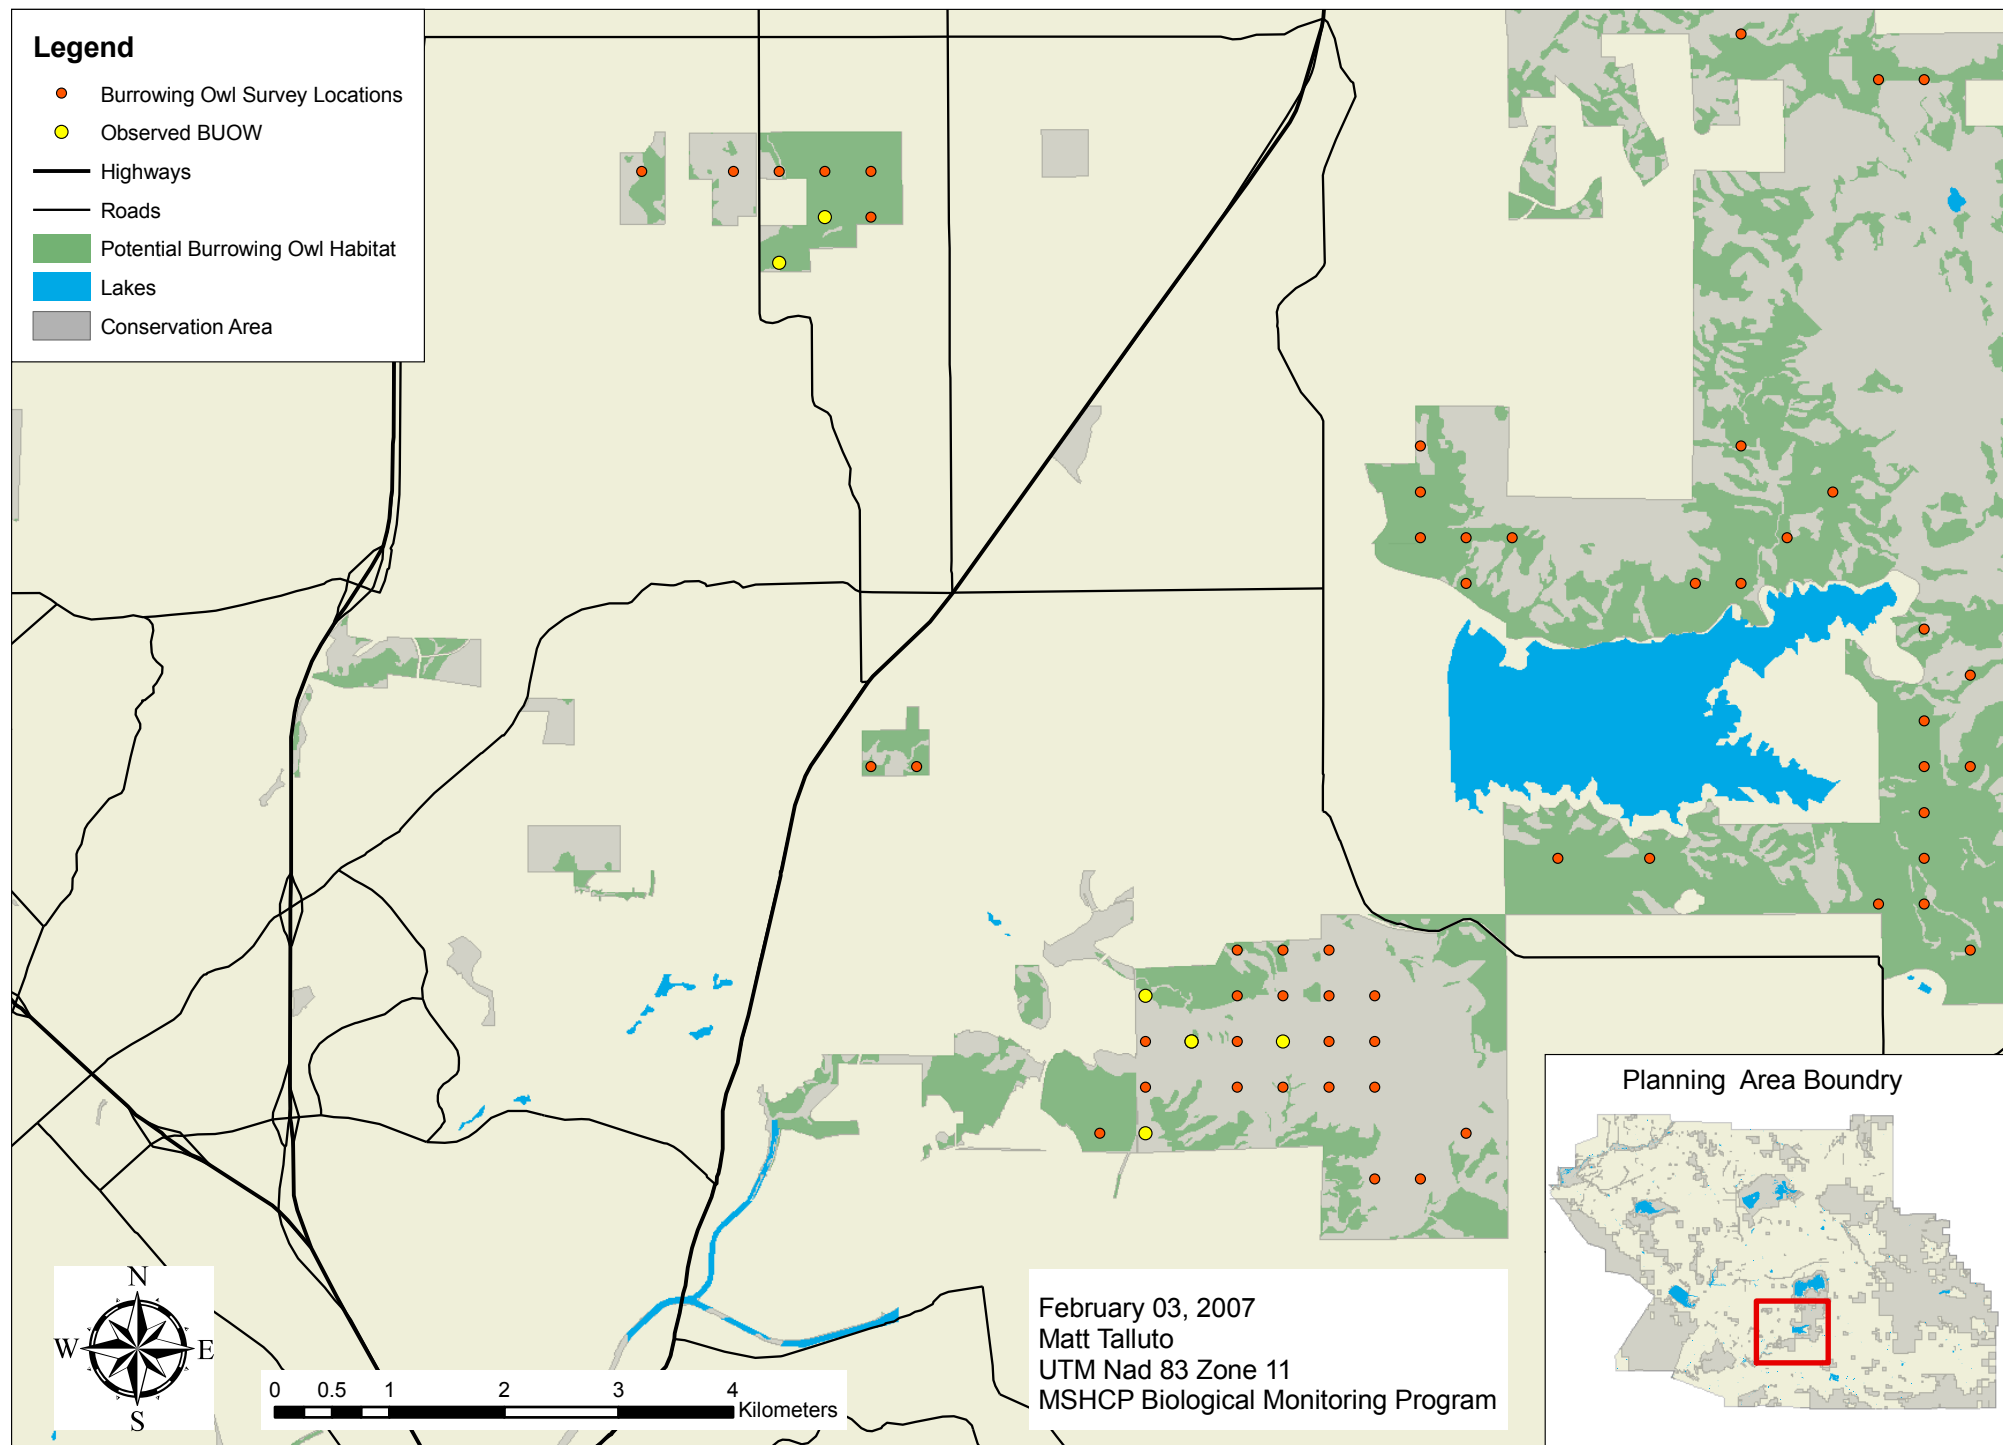 Legend
Burrowing Owl Survey Locations
Observed BUOW
Highways
Roads
Potential Burrowing Owl Habitat
Lakes
Conservation Area
Planning Area Boundry
N
W E
S
0 0.5 1 2 3 4
Kilometers
February 03, 2007
Matt Talluto
UTM Nad 83 Zone 11
MSHCP Biological Monitoring Program